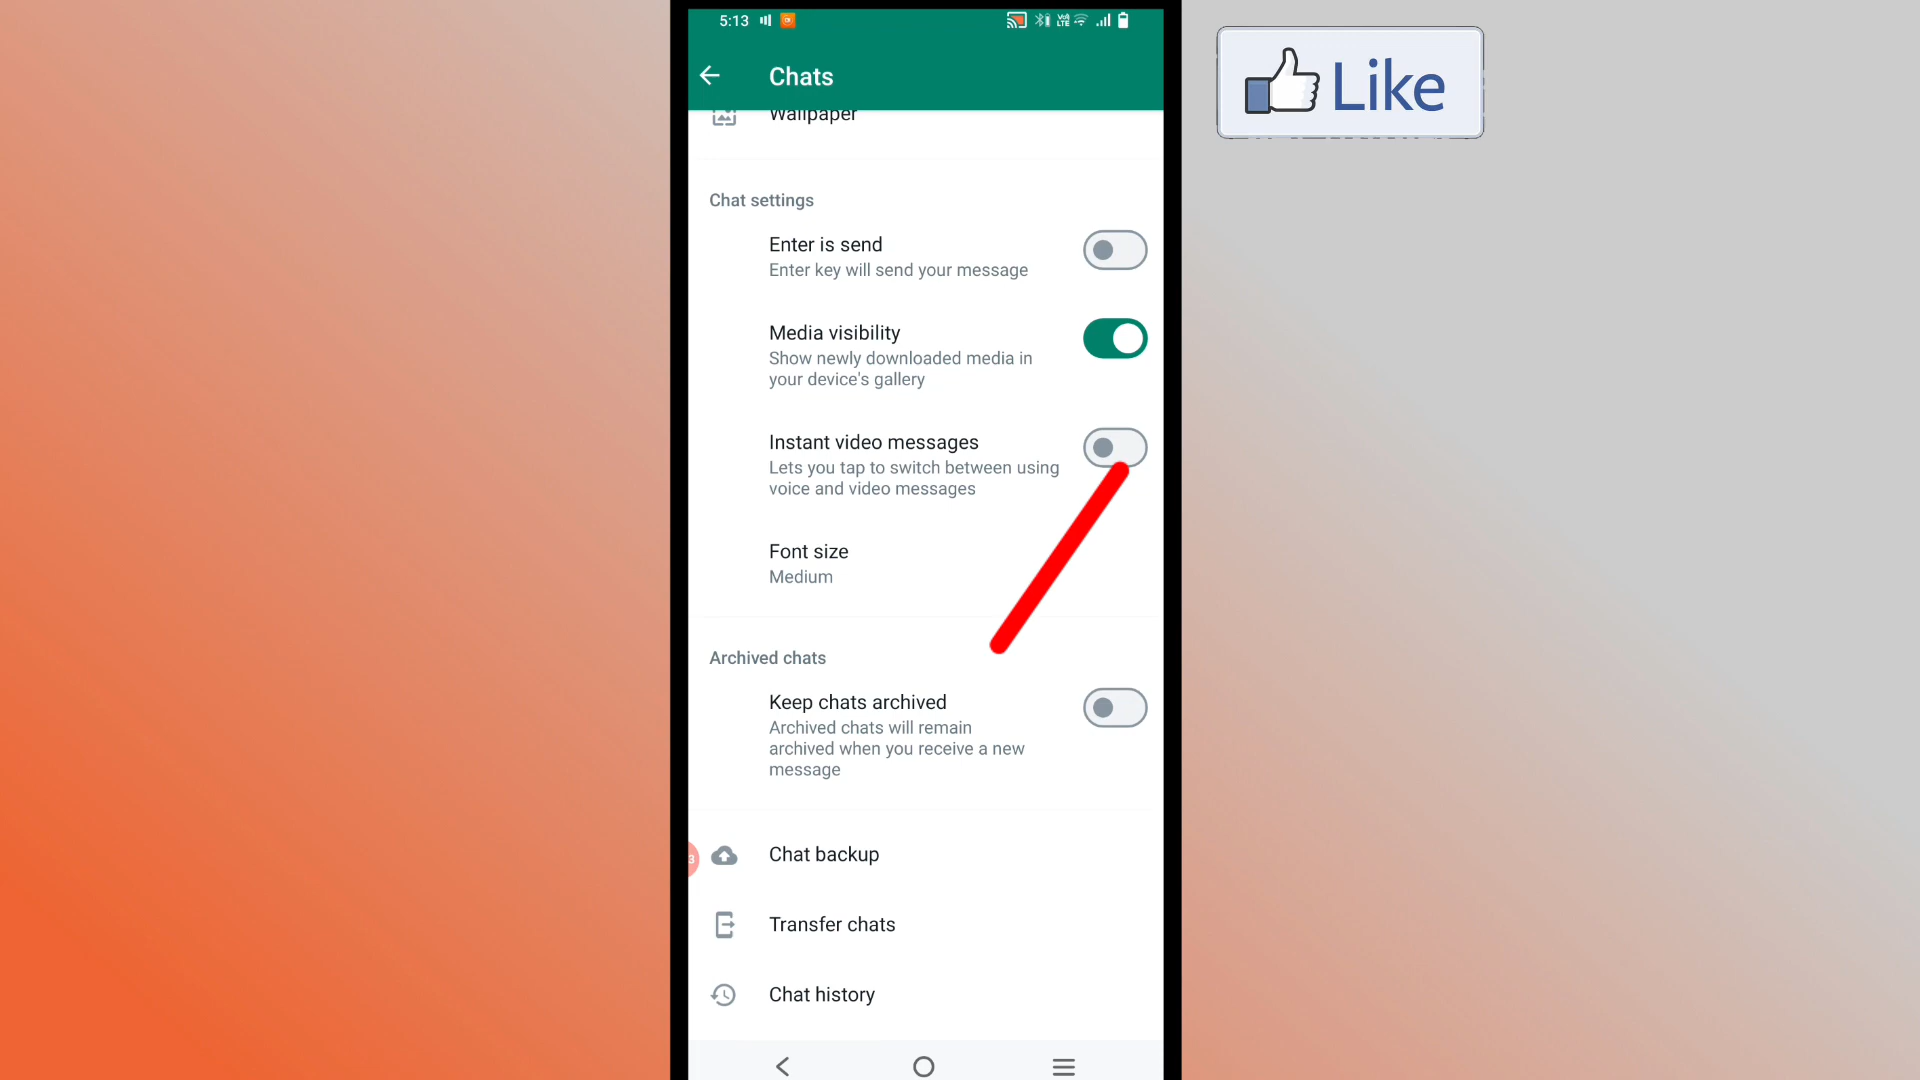 5:13
Like
Chats
Wallpaper
Chat settings
Enter is send
Enter key will send your message
Media visibility
Show newly downloaded media in
your device's gallery
Instant video messages
Lets you tap to switch between using
voice and video messages
Font size
Medium
Archived chats
Keep chats archived
Archived chats will remain
archived when you receive a new
message
3
Chat backup
Transfer chats
Chat history